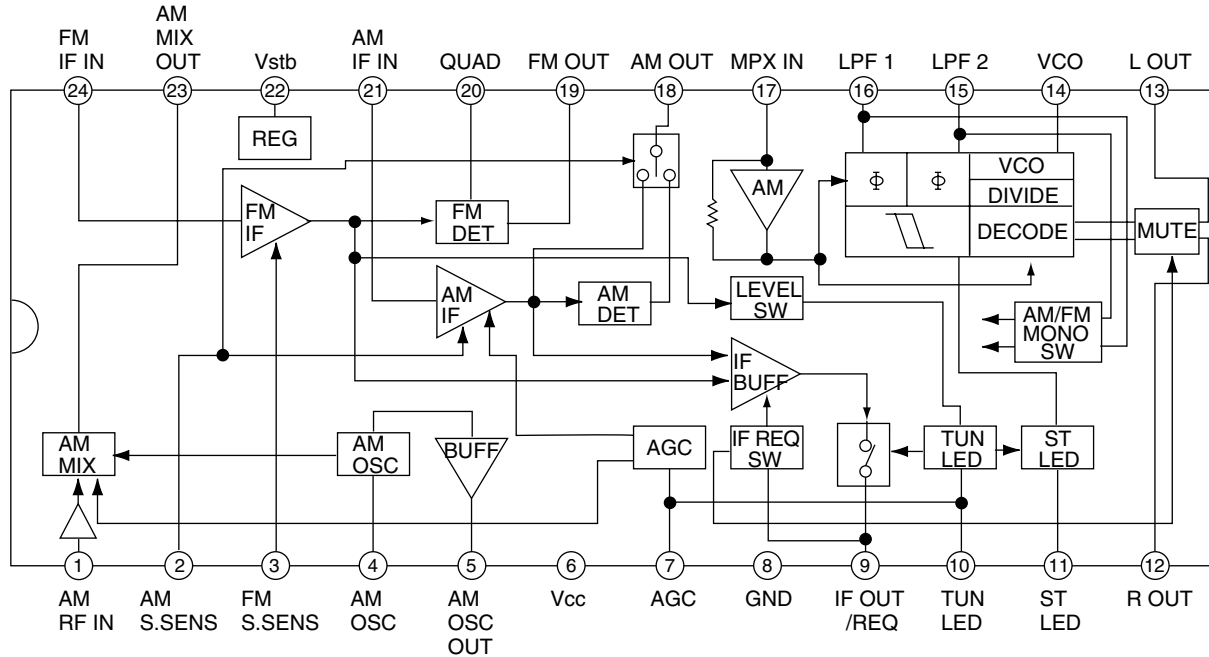 FM
IF IN
AM
MIX
OUT
Vstb
AM
IF IN
QUAD
FM OUT
AM OUT
MPX IN
LPF 1
LPF 2
VCO
L OUT
24
23
22
21
20
19
18
17
16
15
14
13
REG
FM
IF
FM
DET
AM
Φ
Φ
VCO
DIVIDE
DECODE
MUTE
AM
IF
AM
DET
LEVEL
SW
AM/FM
MONO
SW
IF
BUFF
AM
MIX
AM
OSC
BUFF
AGC
IF REQ
SW
TUN
LED
ST
LED
1
2
3
4
5
6
7
8
9
10
11
12
AM
RF IN
AM
S.SENS
FM
S.SENS
AM
OSC
AM
OSC
OUT
Vcc
AGC
GND
IF OUT
/REQ
TUN
LED
ST
LED
R OUT